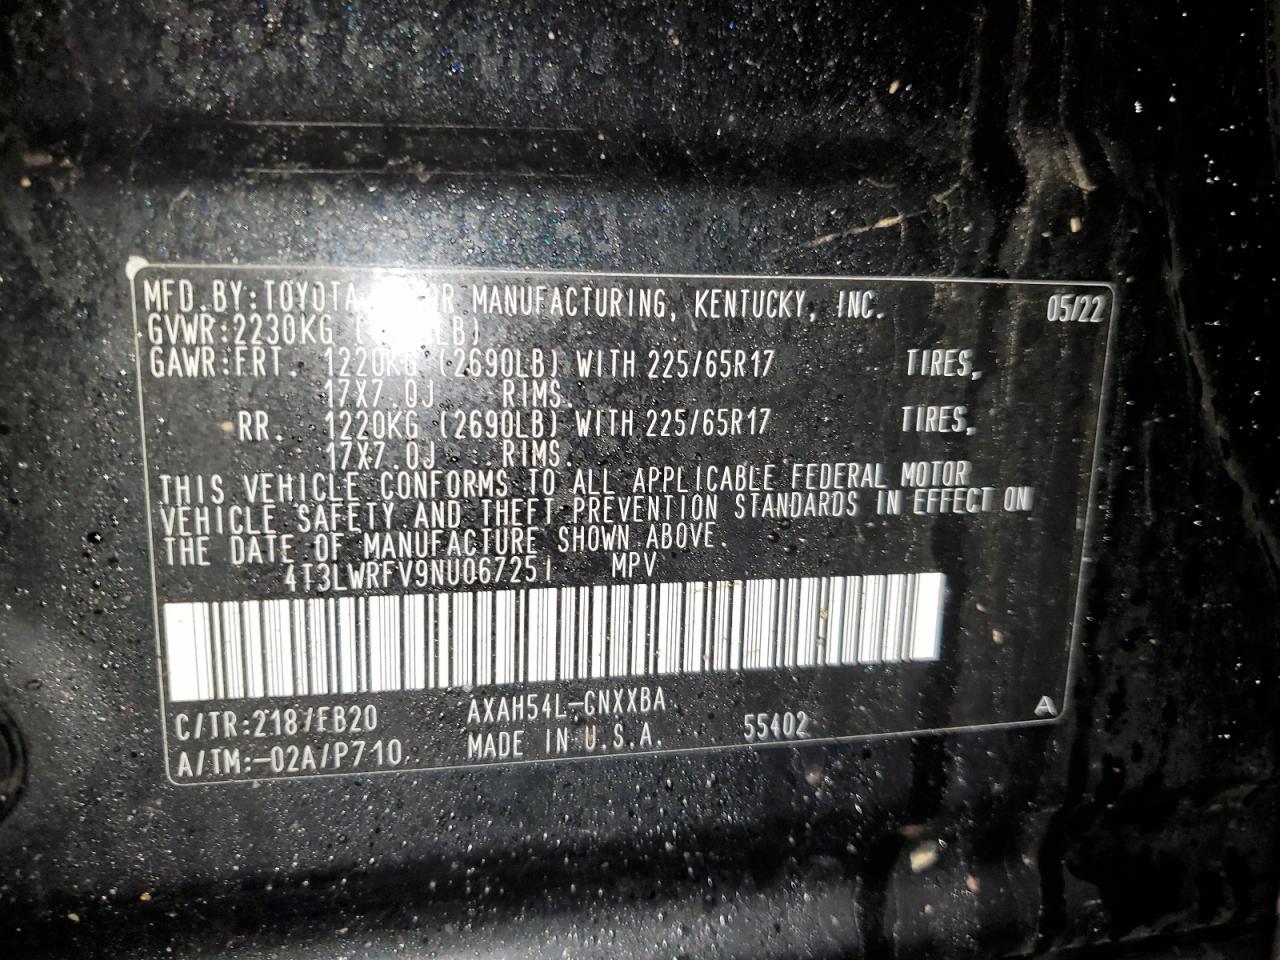 MFD.BY:TOYOTA MANUFACTURING, KENTUCKY, INC. 05/22
GVWR:2230KG
GAWR:FRT. 1220KG (2690LB) WITH 225/65R17 TIRES,
17X7.0J RIMS.
RR. 1220KG (2690LB) WITH 225/65R17 TIRES,
17X7.0J RIMS.
THIS VEHICLE CONFORMS TO ALL APPLICABLE FEDERAL MOTOR
VEHICLE SAFETY AND THEFT PREVENTION STANDARDS IN EFFECT ON
THE DATE OF MANUFACTURE SHOWN ABOVE.
4T3LWRFV9NU067251 MPV
C/TR:218/FB20 AXAH54L-GNXXBA
A/TM:-02A/P710 MADE IN U.S.A. 55402 A